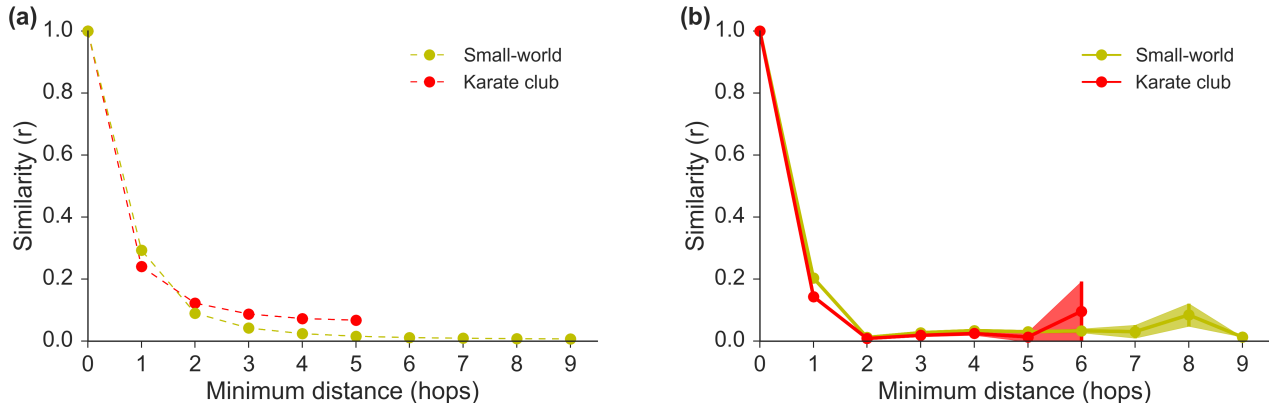 (a)
1.0
0.8
0.6
0.4
0.2
0.0
Similarity (r)
Small-world
Karate club
0 1 2 3 4 5 6 7 8 9
Minimum distance (hops)
(b)
1.0
0.8
0.6
0.4
0.2
0.0
Similarity (r)
Small-world
Karate club
0 1 2 3 4 5 6 7 8 9
Minimum distance (hops)